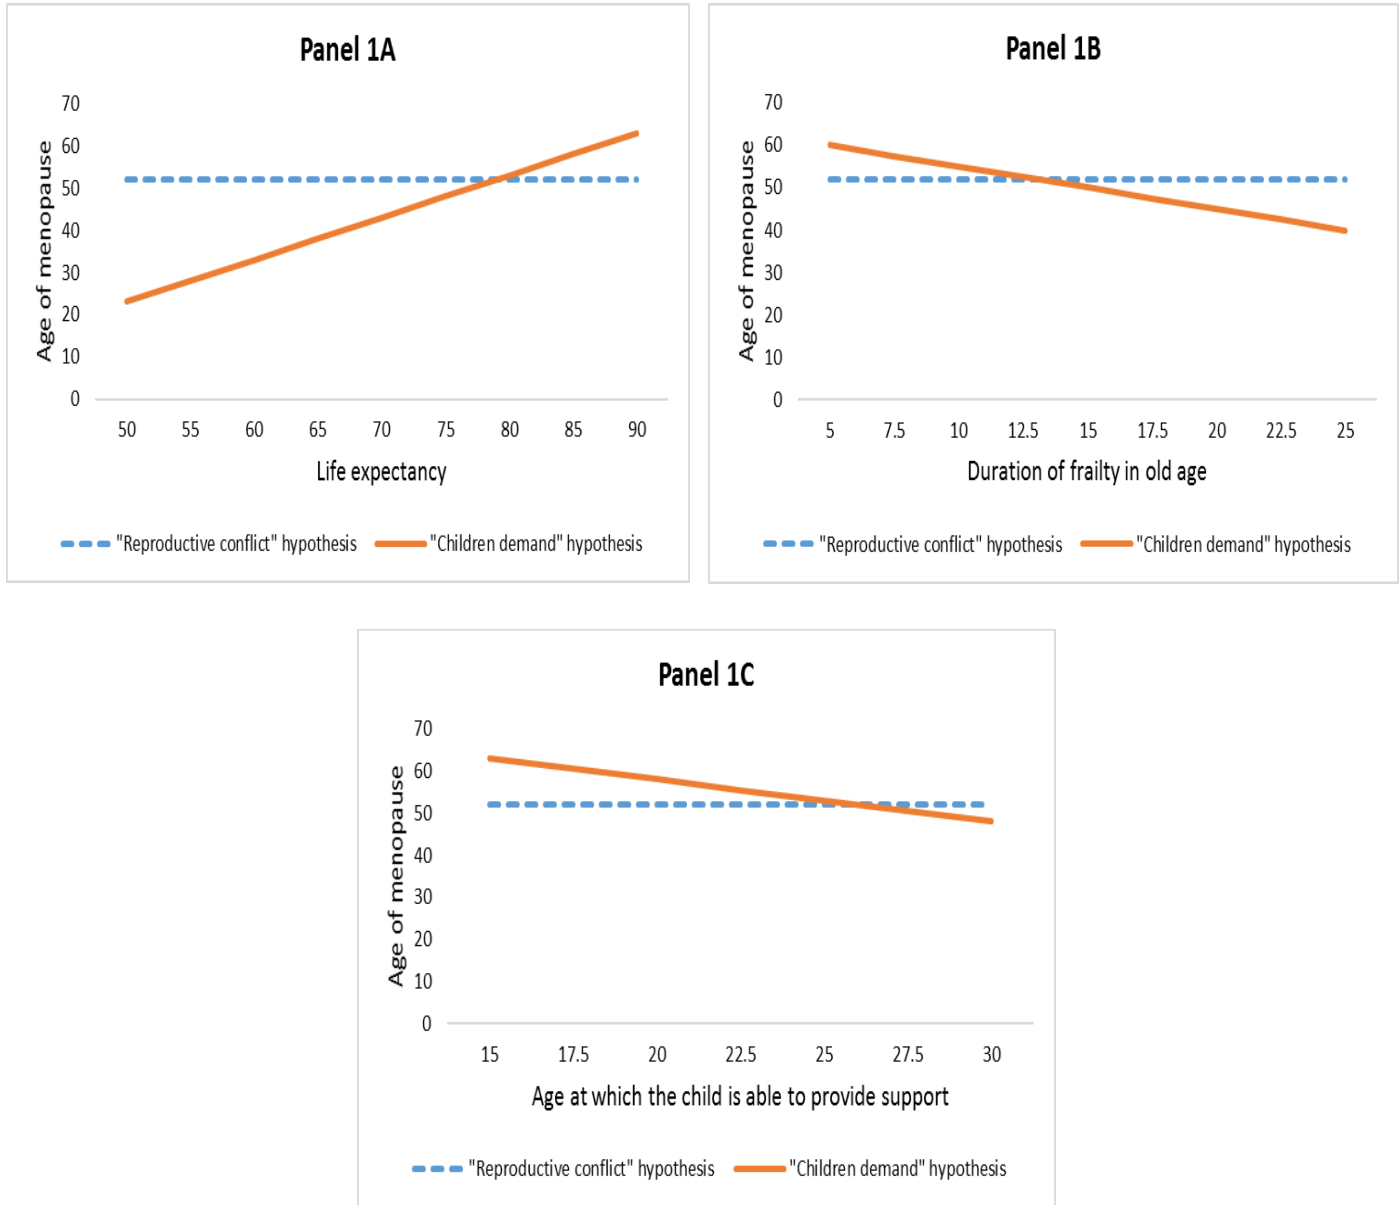 Panel 1A
70
60
50
40
30
20
10
0
Age of menopause
50 55 60 65 70 75 80 85 90
Life expectancy
"Reproductive conflict" hypothesis "Children demand" hypothesis
Panel 1B
70
60
50
40
30
20
10
0
Age of menopause
5 7.5 10 12.5 15 17.5 20 22.5 25
Duration of frailty in old age
"Reproductive conflict" hypothesis "Children demand" hypothesis
Panel 1C
70
60
50
40
30
20
10
0
Age of menopause
15 17.5 20 22.5 25 27.5 30
Age at which the child is able to provide support
"Reproductive conflict" hypothesis "Children demand" hypothesis